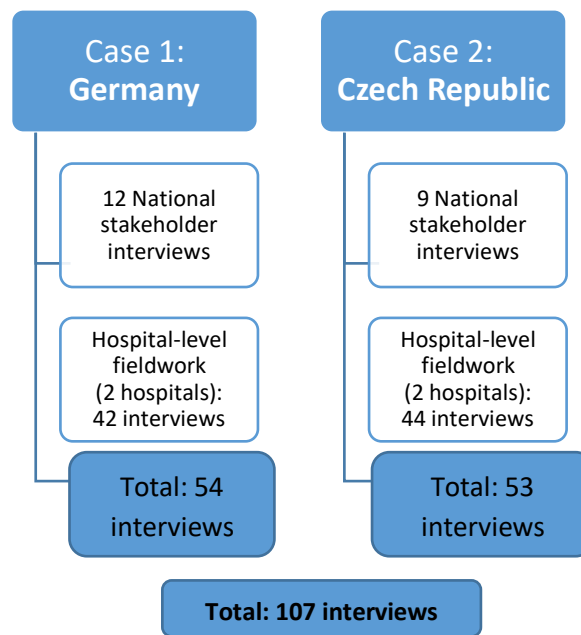 Case 1:
Germany
12 National
stakeholder
interviews
Hospital-level
fieldwork
(2 hospitals):
42 interviews
Total: 54
interviews
Case 2:
Czech Republic
9 National
stakeholder
interviews
Hospital-level
fieldwork
(2 hospitals):
44 interviews
Total: 53
interviews
Total: 107 interviews